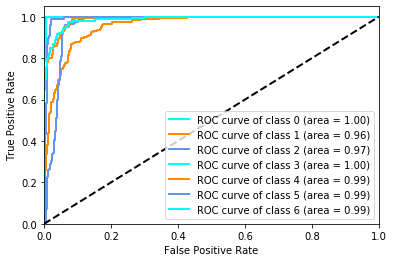 1.0
0.8
0.6
0.4
0.2
0.0
True Positive Rate
ROC curve of class 0 (area = 1.00)
ROC curve of class 1 (area = 0.96)
ROC curve of class 2 (area = 0.97)
ROC curve of class 3 (area = 1.00)
ROC curve of class 4 (area = 0.99)
ROC curve of class 5 (area = 0.99)
ROC curve of class 6 (area = 0.99)
0.0 0.2 0.4 0.6 0.8 1.0
False Positive Rate